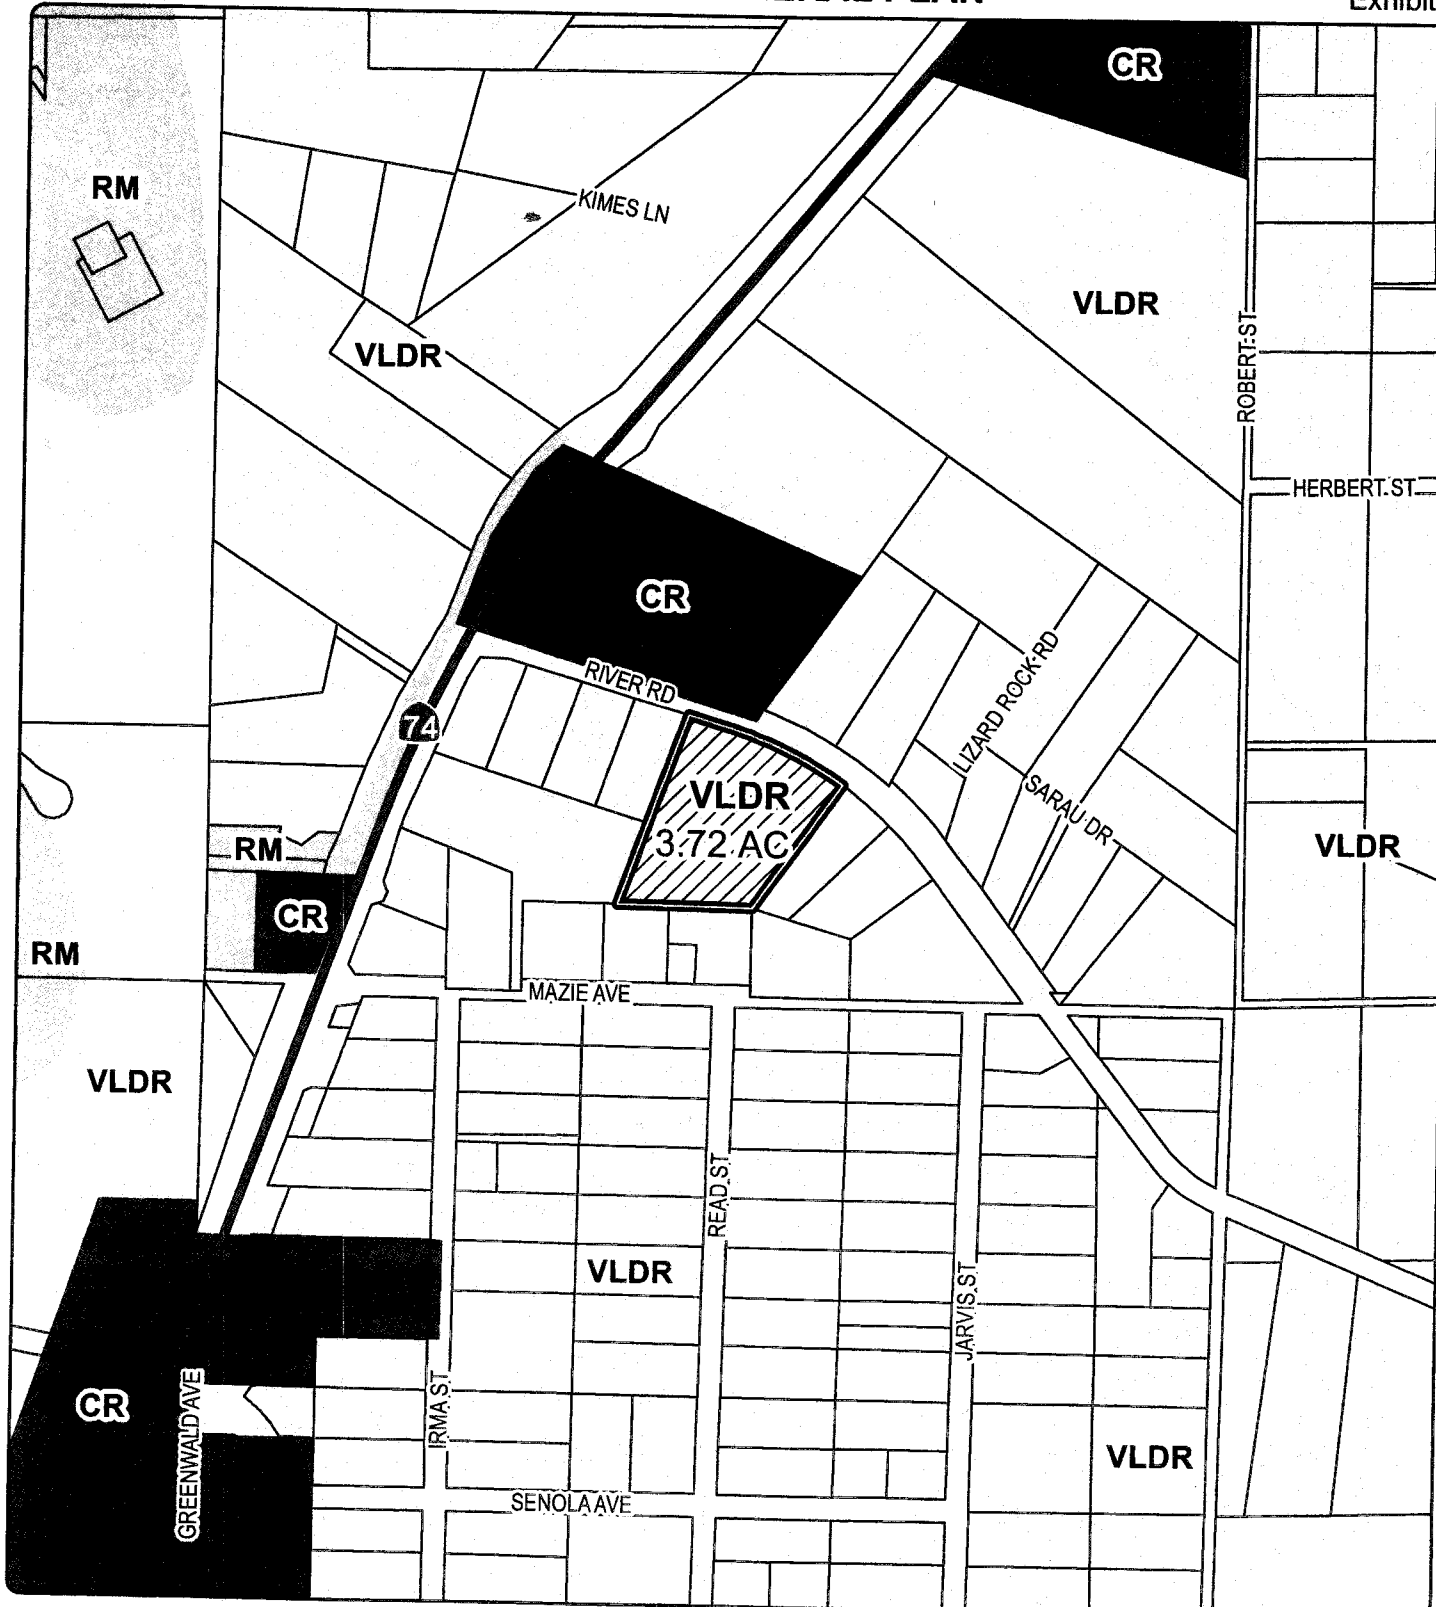 PLAN
Exhibit
CR
RM
KIMES LN
VLDR
VLDR
ROBERT ST
HERBERT ST
CR
RIVER RD
LIZARD ROCK RD
74
VLDR
3.72 AC
SARAU DR
VLDR
RM
CR
RM
MAZIE AVE
VLDR
READ ST
VLDR
JARVIS ST
CR
GREENWALD AVE
IRMA ST
VLDR
SENOLA AVE